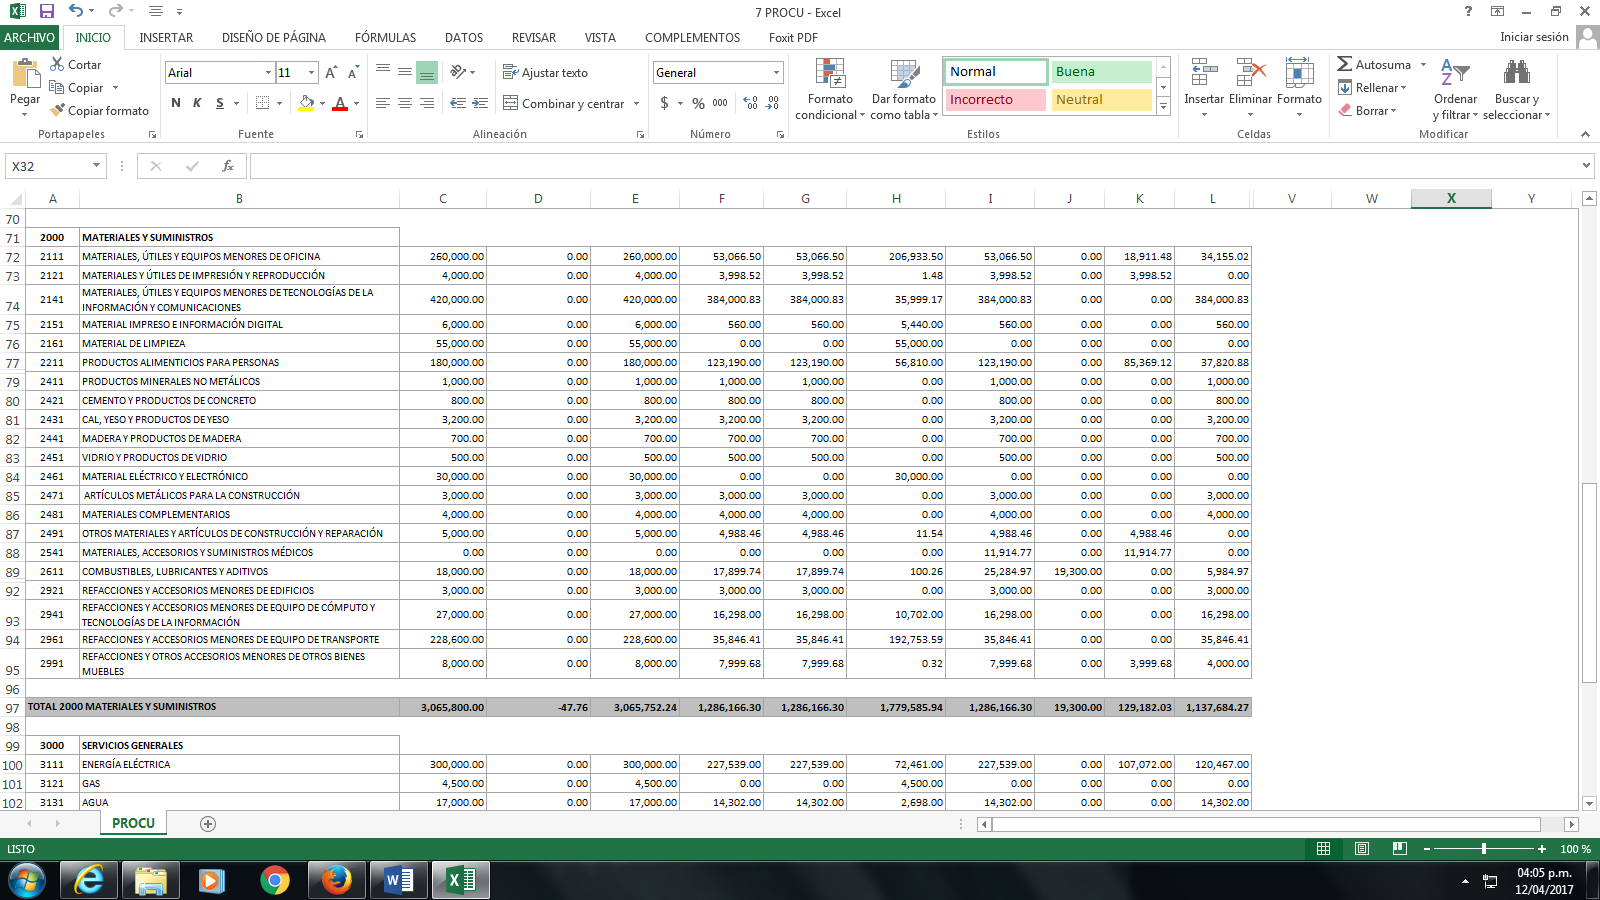 7 PROCU - Excel
ARCHIVO INICIO INSERTAR DISEÑO DE PÁGINA FÓRMULAS DATOS REVISAR VISTA COMPLEMENTOS Foxit PDF Iniciar sesión
Pegar
Cortar
Copiar
Copiar formato
Portapapeles
Arial 11
N K S
Fuente
Ajustar texto
Combinar y centrar
Alineación
General
$ % 000
Número
Formato condicional
Dar formato como tabla
Normal Buena
Incorrecto Neutral
Estilos
Insertar Eliminar Formato
Celdas
Autosuma
Rellenar
Borrar
Ordenar y filtrar
Buscar y seleccionar
Modificar
X32 fx
A B C D E F G H I J K L V W X Y
70
71 2000 MATERIALES Y SUMINISTROS
72 2111 MATERIALES, ÚTILES Y EQUIPOS MENORES DE OFICINA 260,000.00 0.00 260,000.00 53,066.50 53,066.50 206,933.50 53,066.50 0.00 18,911.48 34,155.02
73 2121 MATERIALES Y ÚTILES DE IMPRESIÓN Y REPRODUCCIÓN 4,000.00 0.00 4,000.00 3,998.52 3,998.52 1.48 3,998.52 0.00 3,998.52 0.00
74 2141 MATERIALES, ÚTILES Y EQUIPOS MENORES DE TECNOLOGÍAS DE LA INFORMACIÓN Y COMUNICACIONES 420,000.00 0.00 420,000.00 384,000.83 384,000.83 35,999.17 384,000.83 0.00 0.00 384,000.83
75 2151 MATERIAL IMPRESO E INFORMACIÓN DIGITAL 6,000.00 0.00 6,000.00 560.00 560.00 5,440.00 560.00 0.00 0.00 560.00
76 2161 MATERIAL DE LIMPIEZA 55,000.00 0.00 55,000.00 0.00 0.00 55,000.00 0.00 0.00 0.00 0.00
77 2211 PRODUCTOS ALIMENTICIOS PARA PERSONAS 180,000.00 0.00 180,000.00 123,190.00 123,190.00 56,810.00 123,190.00 0.00 85,369.12 37,820.88
79 2411 PRODUCTOS MINERALES NO METÁLICOS 1,000.00 0.00 1,000.00 1,000.00 1,000.00 0.00 1,000.00 0.00 0.00 1,000.00
80 2421 CEMENTO Y PRODUCTOS DE CONCRETO 800.00 0.00 800.00 800.00 800.00 0.00 800.00 0.00 0.00 800.00
81 2431 CAL, YESO Y PRODUCTOS DE YESO 3,200.00 0.00 3,200.00 3,200.00 3,200.00 0.00 3,200.00 0.00 0.00 3,200.00
82 2441 MADERA Y PRODUCTOS DE MADERA 700.00 0.00 700.00 700.00 700.00 0.00 700.00 0.00 0.00 700.00
83 2451 VIDRIO Y PRODUCTOS DE VIDRIO 500.00 0.00 500.00 500.00 500.00 0.00 500.00 0.00 0.00 500.00
84 2461 MATERIAL ELÉCTRICO Y ELECTRÓNICO 30,000.00 0.00 30,000.00 0.00 0.00 30,000.00 0.00 0.00 0.00 0.00
85 2471 ARTÍCULOS METÁLICOS PARA LA CONSTRUCCIÓN 3,000.00 0.00 3,000.00 3,000.00 3,000.00 0.00 3,000.00 0.00 0.00 3,000.00
86 2481 MATERIALES COMPLEMENTARIOS 4,000.00 0.00 4,000.00 4,000.00 4,000.00 0.00 4,000.00 0.00 0.00 4,000.00
87 2491 OTROS MATERIALES Y ARTÍCULOS DE CONSTRUCCIÓN Y REPARACIÓN 5,000.00 0.00 5,000.00 4,988.46 4,988.46 11.54 4,988.46 0.00 4,988.46 0.00
88 2541 MATERIALES, ACCESORIOS Y SUMINISTROS MÉDICOS 0.00 0.00 0.00 0.00 0.00 0.00 11,914.77 0.00 11,914.77 0.00
89 2611 COMBUSTIBLES, LUBRICANTES Y ADITIVOS 18,000.00 0.00 18,000.00 17,899.74 17,899.74 100.26 25,284.97 19,300.00 0.00 5,984.97
92 2921 REFACCIONES Y ACCESORIOS MENORES DE EDIFICIOS 3,000.00 0.00 3,000.00 3,000.00 3,000.00 0.00 3,000.00 0.00 0.00 3,000.00
93 2941 REFACCIONES Y ACCESORIOS MENORES DE EQUIPO DE CÓMPUTO Y TECNOLOGÍAS DE LA INFORMACIÓN 27,000.00 0.00 27,000.00 16,298.00 16,298.00 10,702.00 16,298.00 0.00 0.00 16,298.00
94 2961 REFACCIONES Y ACCESORIOS MENORES DE EQUIPO DE TRANSPORTE 228,600.00 0.00 228,600.00 35,846.41 35,846.41 192,753.59 35,846.41 0.00 0.00 35,846.41
95 2991 REFACCIONES Y OTROS ACCESORIOS MENORES DE OTROS BIENES MUEBLES 8,000.00 0.00 8,000.00 7,999.68 7,999.68 0.32 7,999.68 0.00 3,999.68 4,000.00
96
97 TOTAL 2000 MATERIALES Y SUMINISTROS 3,065,800.00 -47.76 3,065,752.24 1,286,166.30 1,286,166.30 1,779,585.94 1,286,166.30 19,300.00 129,182.03 1,137,684.27
98
99 3000 SERVICIOS GENERALES
100 3111 ENERGÍA ELÉCTRICA 300,000.00 0.00 300,000.00 227,539.00 227,539.00 72,461.00 227,539.00 0.00 107,072.00 120,467.00
101 3121 GAS 4,500.00 0.00 4,500.00 0.00 0.00 4,500.00 0.00 0.00 0.00 0.00
102 3131 AGUA 17,000.00 0.00 17,000.00 14,302.00 14,302.00 2,698.00 14,302.00 0.00 0.00 14,302.00
PROCU
LISTO 100 %
04:05 p.m.
12/04/2017